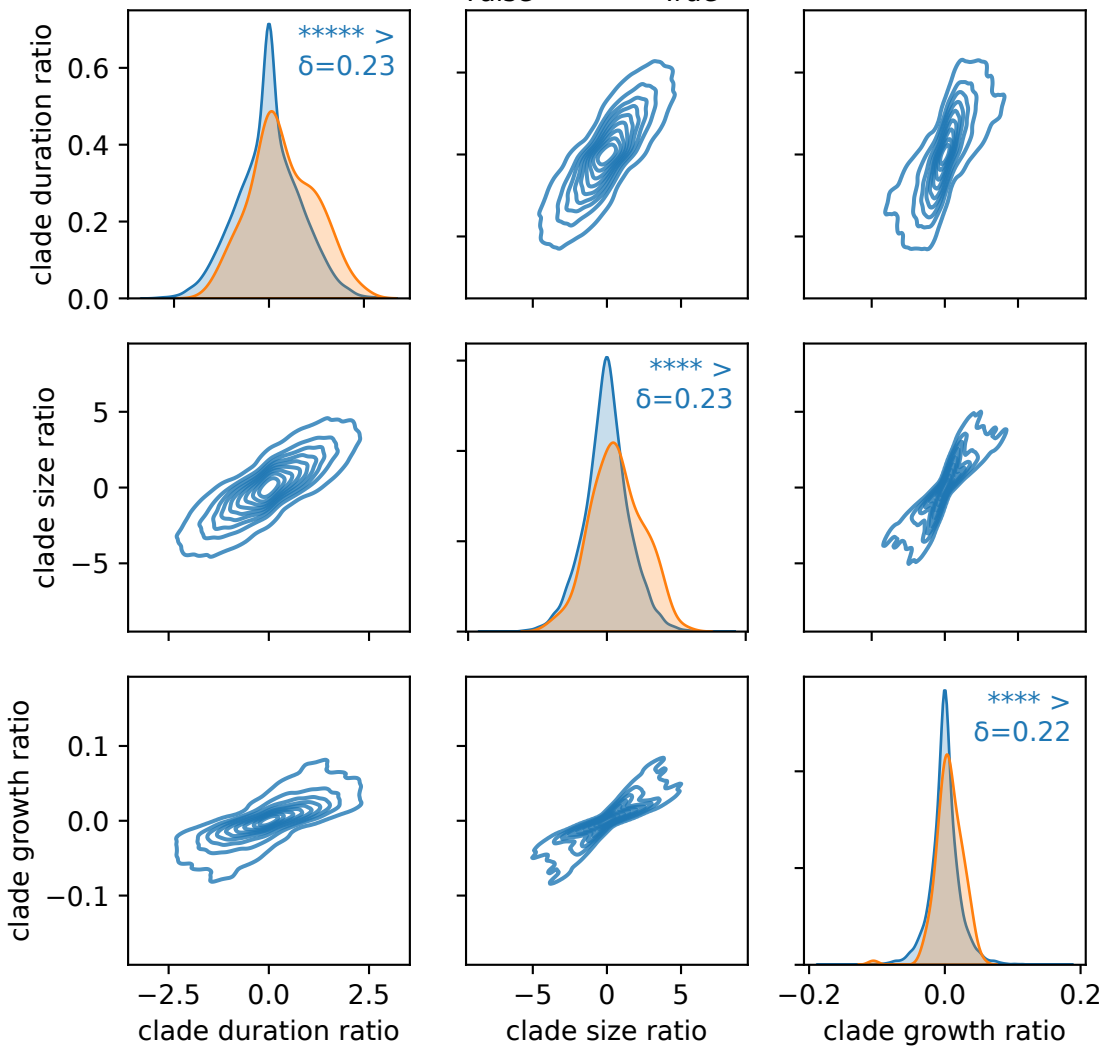 ***** >
δ=0.23
clade duration ratio
0.6
0.4
0.2
0.0
**** >
δ=0.23
clade size ratio
5
0
−5
**** >
δ=0.22
clade growth ratio
0.1
0.0
−0.1
−2.5 0.0 2.5
−5 0 5
−0.2 0.0 0.2
clade duration ratio
clade size ratio
clade growth ratio